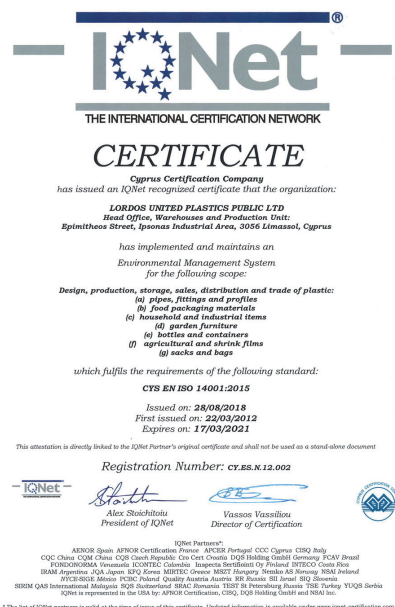 IQNet®
THE INTERNATIONAL CERTIFICATION NETWORK
CERTIFICATE
Cyprus Certification Company
has issued an IQNet recognized certificate that the organization:
LORDOS UNITED PLASTICS PUBLIC LTD
Head Office, Warehouses and Production Unit:
Epimitheos Street, Ipsonas Industrial Area, 3056 Limassol, Cyprus
has implemented and maintains an
Environmental Management System
for the following scope:
Design, production, storage, sales, distribution and trade of plastic:
(a) pipes, fittings and profiles
(b) food packaging materials
(c) household and industrial items
(d) garden furniture
(e) bottles and containers
(f) agricultural and shrink films
(g) sacks and bags
which fulfils the requirements of the following standard:
CYS EN ISO 14001:2015
Issued on: 28/08/2018
First issued on: 22/03/2012
Expires on: 17/03/2021
This attestation is directly linked to the IQNet Partner's original certificate and shall not be used as a stand-alone document
Registration Number: CY.ES.N.12.002
IQNet
Alex Stoichitoiu
President of IQNet
Vassos Vassiliou
Director of Certification
IQNet Partners*:
AENOR Spain AFNOR Certification France APCER Portugal CCC Cyprus CISQ Italy
CQC China CQM China CQS Czech Republic Cro Cert Croatia DQS Holding GmbH Germany FCAV Brazil
FONDONORMA Venezuela ICONTEC Colombia Inspecta Sertifiointi Oy Finland INTECO Costa Rica
IRAM Argentina JQA Japan KFQ Korea MIRTEC Greece MSZT Hungary Nemko AS Norway NSAI Ireland
NYCE-SIGE México PCBC Poland Quality Austria Austria RR Russia SII Israel SIQ Slovenia
SIRIM QAS International Malaysia SQS Switzerland SRAC Romania TEST St Petersburg Russia TSE Turkey YUQS Serbia
IQNet is represented in the USA by: AFNOR Certification, CISQ, DQS Holding GmbH and NSAI Inc.